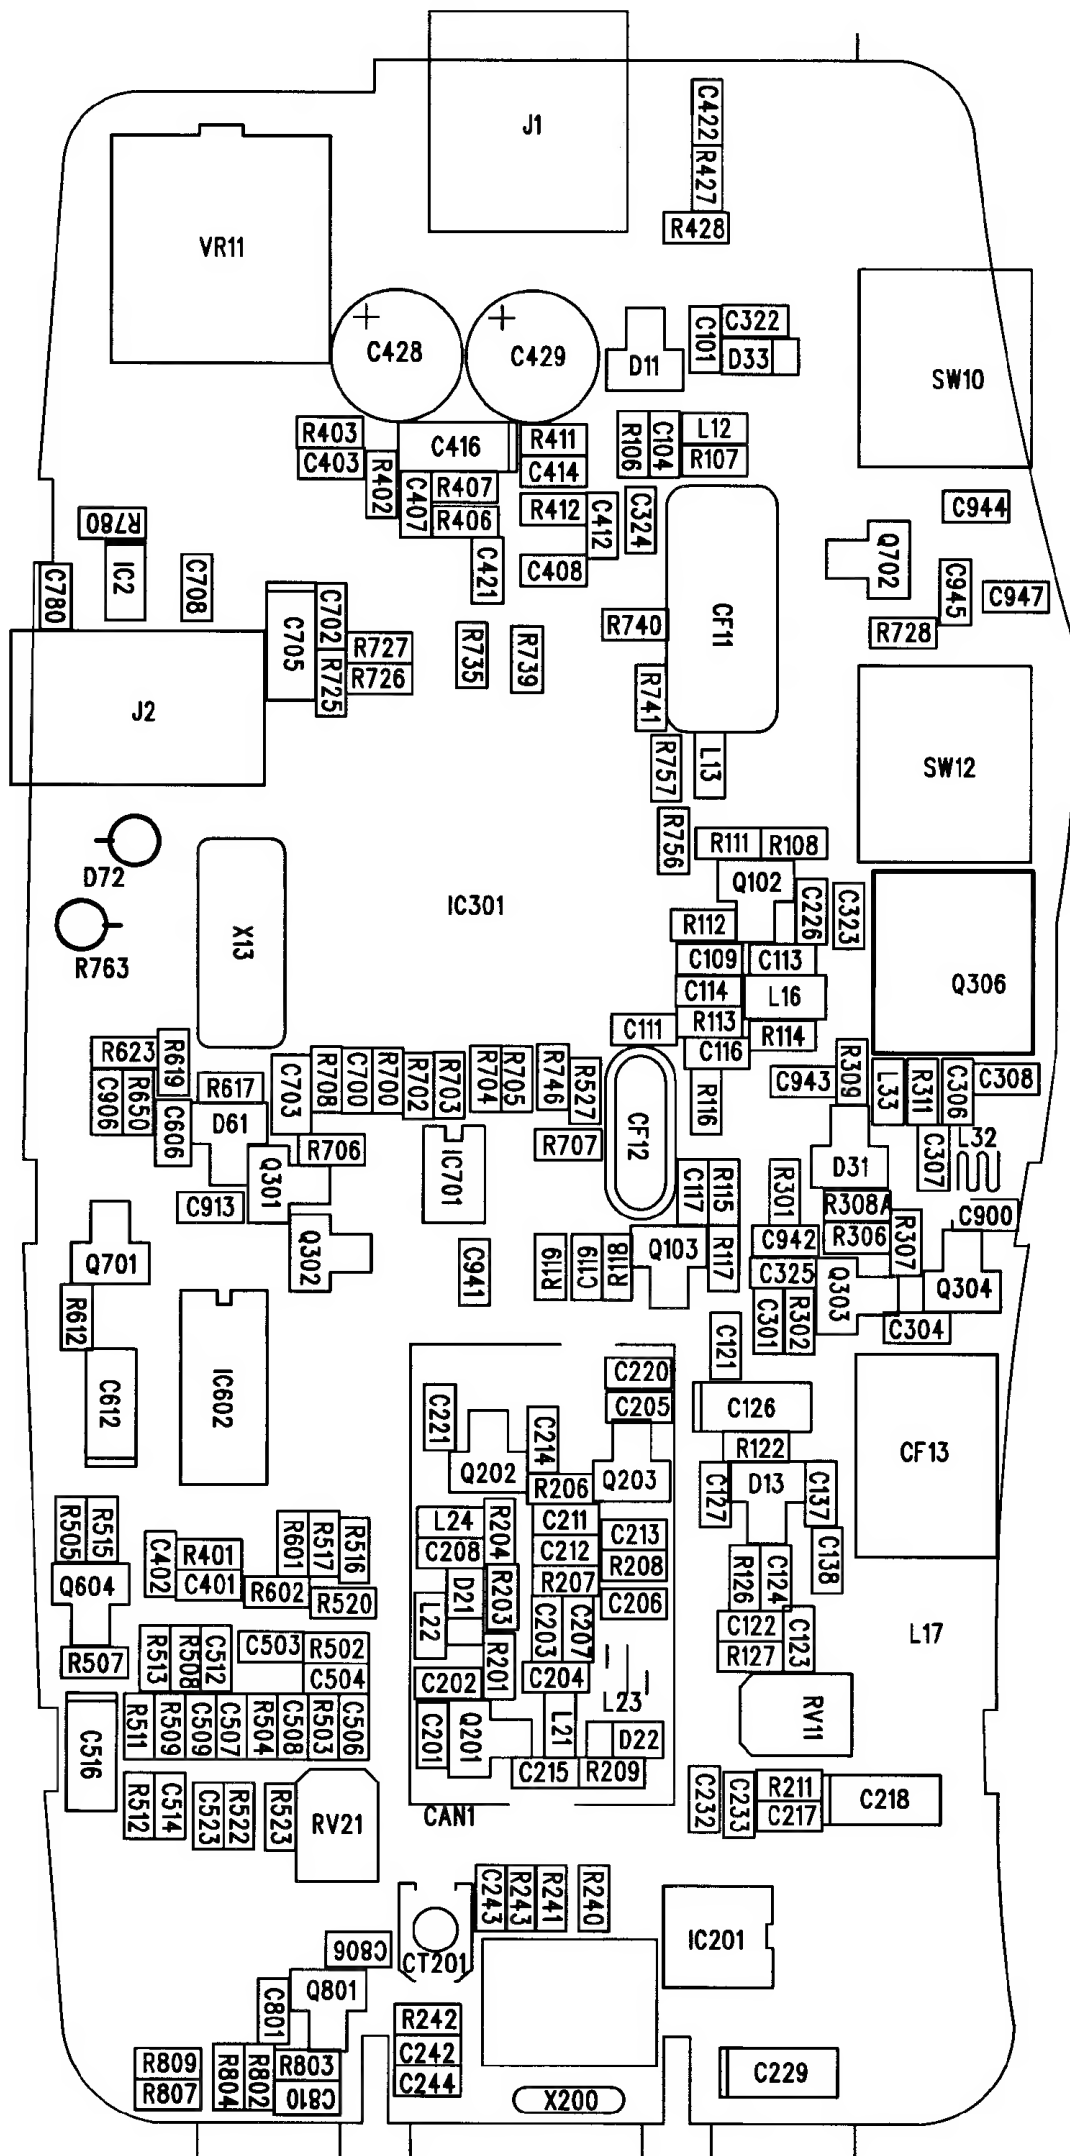 J1
C422
R427
R428
VR11
C428
C429
D11
C101
C322
D33
SW10
R403
C403
R402
C416
C407
R407
R406
R411
C414
R412
C412
R106
C104
L12
R107
C324
C421
C408
C944
Q702
C945
C947
R728
R780
IC2
C780
C708
C705
C702
R725
R727
R726
R735
R739
R740
R741
CF11
J2
R757
L13
SW12
R756
D72
R763
X13
IC301
R111
R108
Q102
R112
C226
C323
C109
C113
C114
L16
R113
R114
C111
C116
Q306
R623
R619
C906
R650
C606
R617
D61
C703
R708
C700
R700
R702
R703
R704
R705
R746
R527
R707
CF12
R116
C943
R309
L33
R311
C306
C308
C307
L32
Q301
R706
IC701
C913
C117
R115
R301
D31
R308A
R306
R307
C900
Q701
Q302
C941
R119
C119
R118
Q103
R117
C942
C325
Q303
Q304
C304
C301
R302
R612
C612
IC602
C121
C220
C205
C221
C214
Q202
R206
Q203
C126
R122
C127
D13
C137
C138
CF13
L24
C208
R204
C211
C212
R207
C213
R208
C206
D21
L22
R203
C203
C207
R126
C124
C122
R127
C123
L17
R505
R515
Q604
R507
C402
R401
C401
R601
R517
R516
R602
R520
R513
R508
C512
C503
R502
C504
R201
C202
C204
L23
C201
Q201
L21
D22
C215
R209
RV11
C516
R511
R509
C509
C507
R504
C508
R503
C506
R512
C514
C523
R522
R523
RV21
CAN1
C232
C233
R211
C217
C218
C243
R243
R241
R240
IC201
CT201
C806
Q801
C801
R242
C242
C244
R809
R807
R804
R802
R803
C810
X200
C229